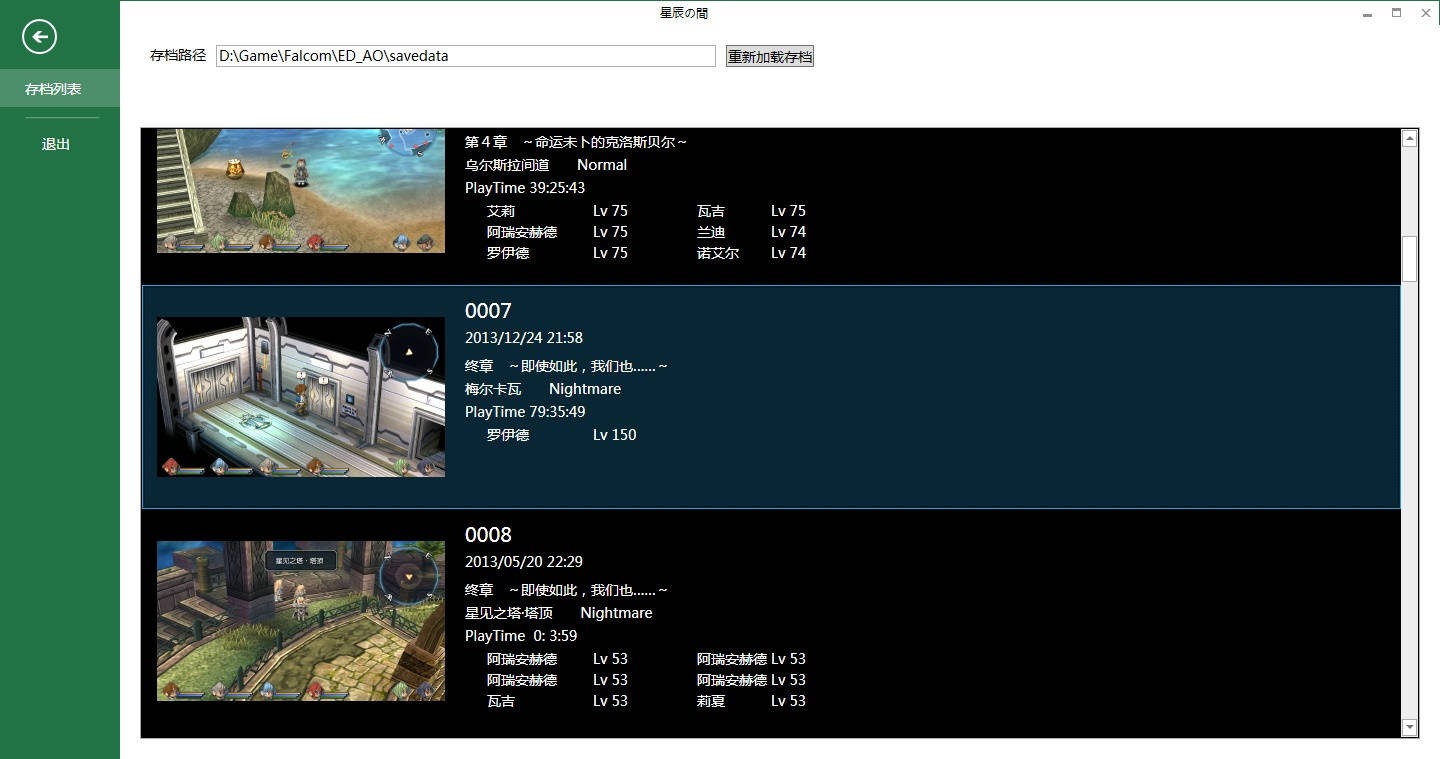 星辰の間
存档列表
退出
存档路径 D:\Game\Falcom\ED_AO\savedata 重新加载存档
第４章　～命运未卜的克洛斯贝尔～
乌尔斯拉间道　　Normal
PlayTime 39:25:43
艾莉 Lv 75 瓦吉 Lv 75
阿瑞安赫德 Lv 75 兰迪 Lv 74
罗伊德 Lv 75 诺艾尔 Lv 74
0007
2013/12/24 21:58
终章　～即使如此，我们也……～
梅尔卡瓦　　Nightmare
PlayTime 79:35:49
罗伊德 Lv 150
0008
2013/05/20 22:29
终章　～即使如此，我们也……～
星见之塔·塔顶　　Nightmare
PlayTime  0: 3:59
阿瑞安赫德 Lv 53 阿瑞安赫德 Lv 53
阿瑞安赫德 Lv 53 阿瑞安赫德 Lv 53
瓦吉 Lv 53 莉夏 Lv 53
星见之塔·塔顶